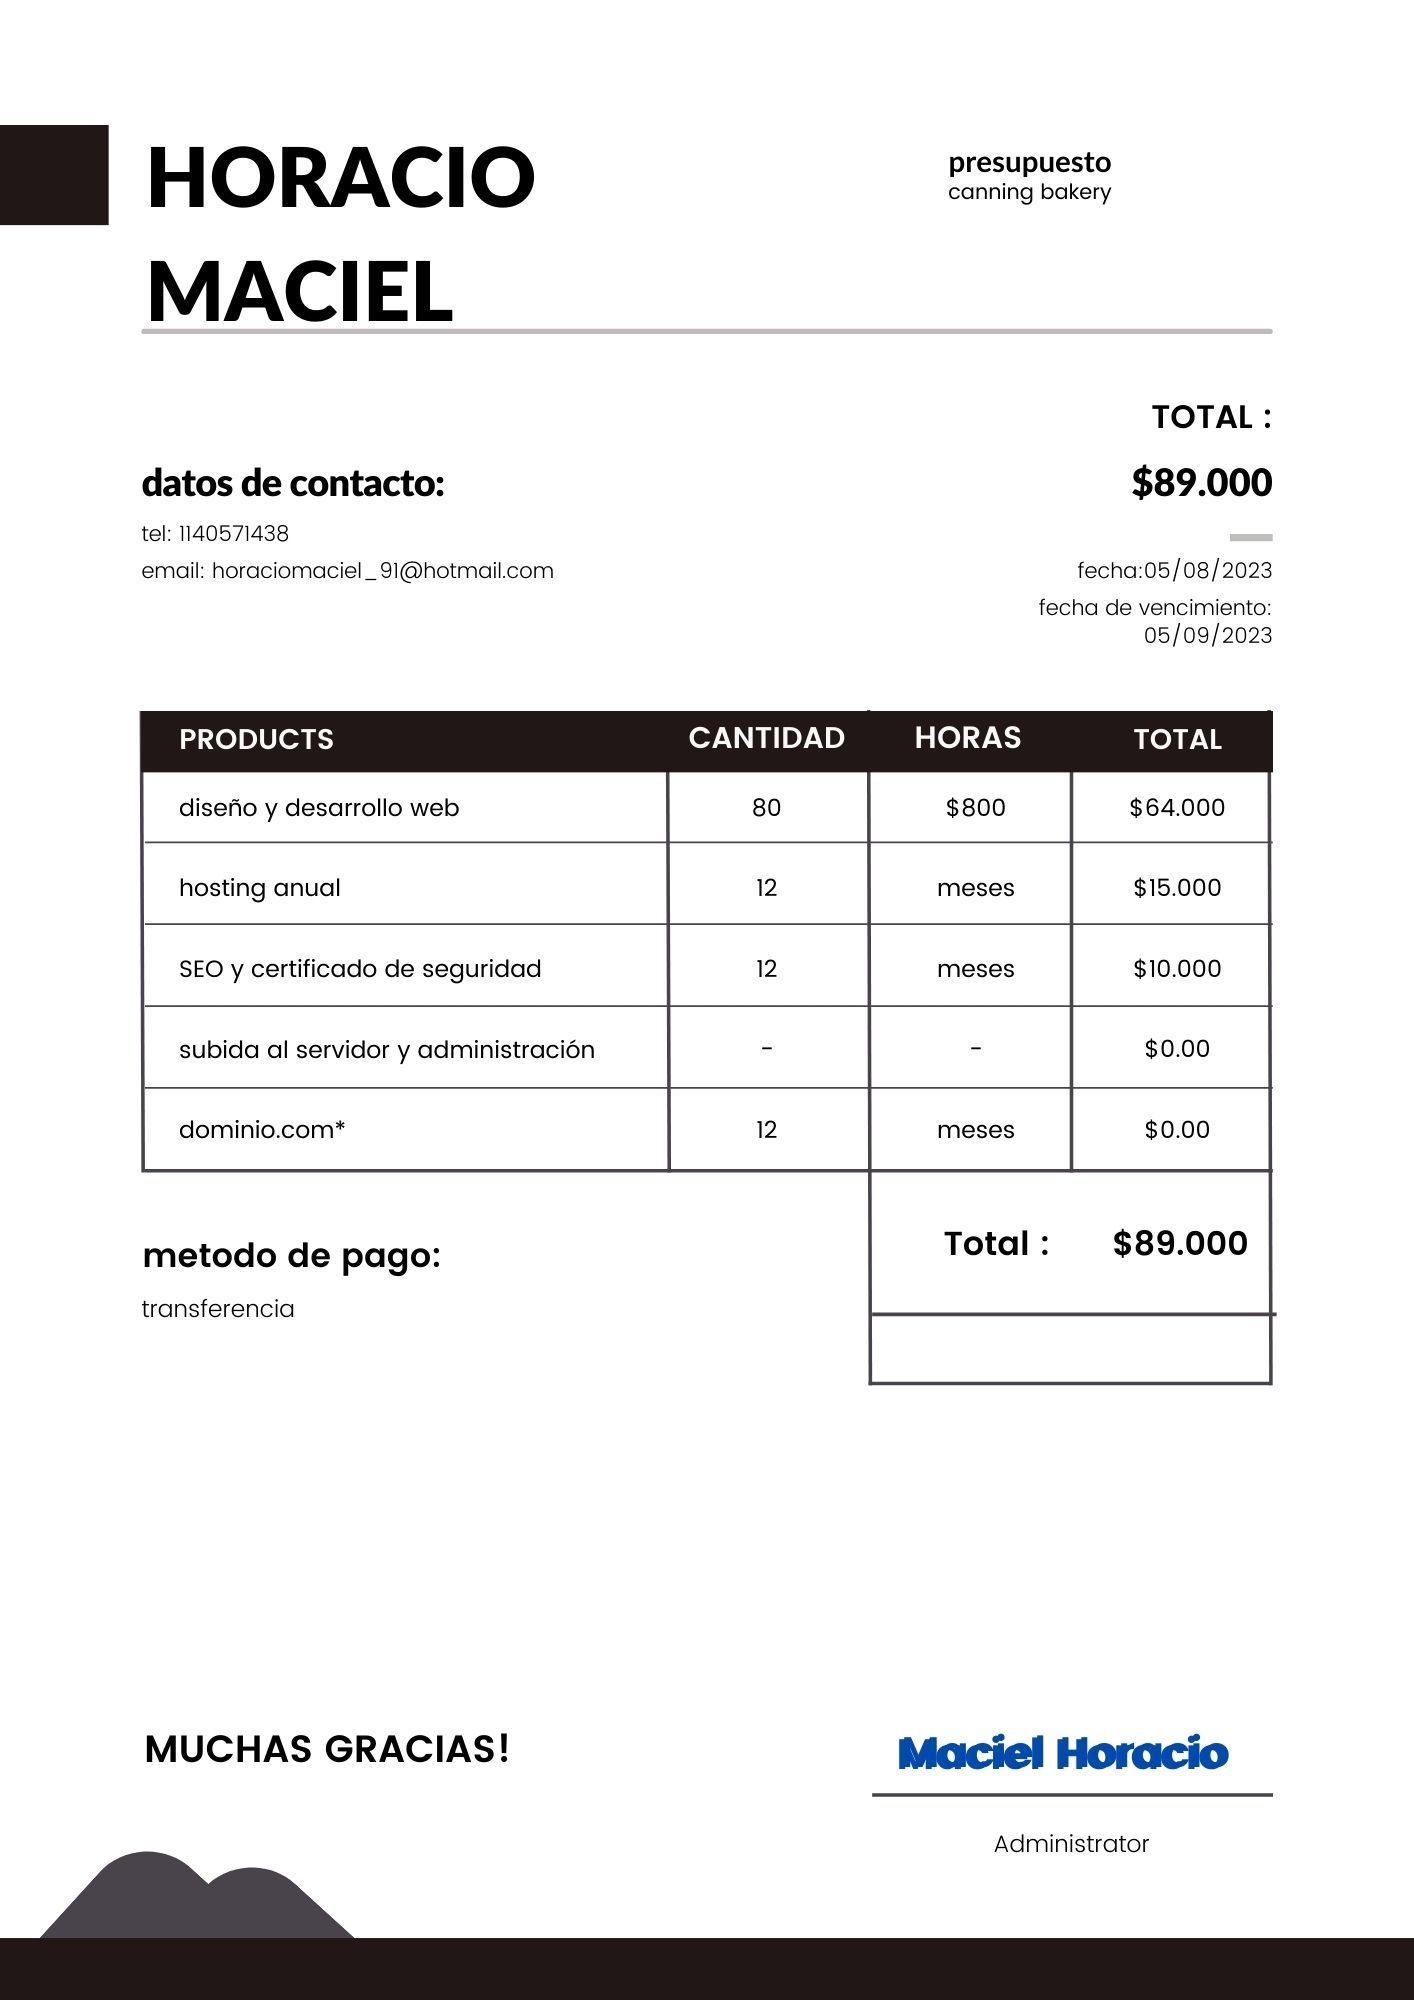 HORACIO
MACIEL
presupuesto
canning bakery
TOTAL :
$89.000
datos de contacto:
tel: 1140571438
email: horaciomaciel_91@hotmail.com
fecha:05/08/2023
fecha de vencimiento:
05/09/2023
PRODUCTS CANTIDAD HORAS TOTAL
diseño y desarrollo web 80 $800 $64.000
hosting anual 12 meses $15.000
SEO y certificado de seguridad 12 meses $10.000
subida al servidor y administración - - $0.00
dominio.com* 12 meses $0.00
Total : $89.000
metodo de pago:
transferencia
MUCHAS GRACIAS!
Maciel Horacio
Administrator